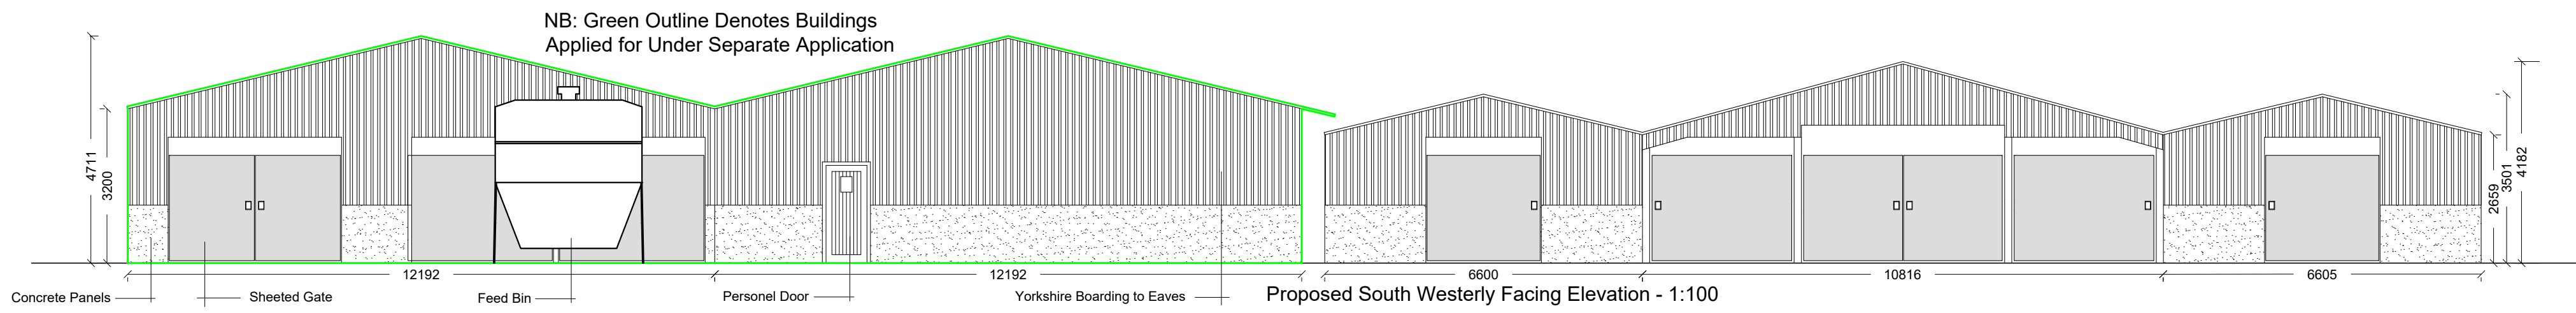 NB: Green Outline Denotes Buildings
Applied for Under Separate Application
4711
3200
2659
3501
4182
12192
12192
6600
10816
6605
Concrete Panels
Sheeted Gate
Feed Bin
Personel Door
Yorkshire Boarding to Eaves
Proposed South Westerly Facing Elevation - 1:100